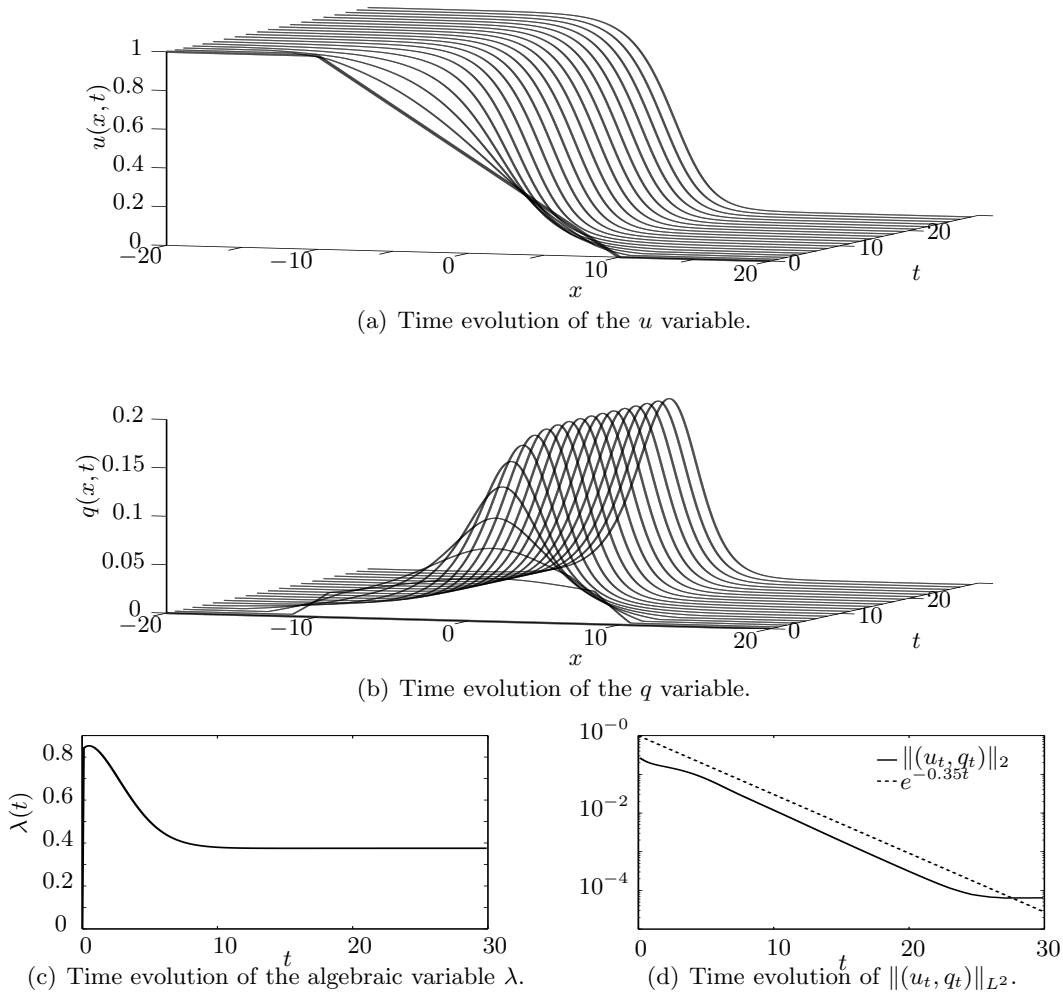 1
0.8
0.6
0.4
0.2
0
u(x, t)
−20
−10
0
10
20
x
0
10
20
t
(a) Time evolution of the u variable.
0.2
0.15
0.1
0.05
0
q(x, t)
−20
−10
0
10
20
x
0
10
20
t
(b) Time evolution of the q variable.
0.8
0.6
0.4
0.2
0
λ(t)
0
10
20
30
t
(c) Time evolution of the algebraic variable λ.
10^{−0}
10^{−2}
10^{−4}
‖(u_t, q_t)‖_2
e^{−0.35t}
0
10
20
30
t
(d) Time evolution of ‖(u_t, q_t)‖_{L^2}.